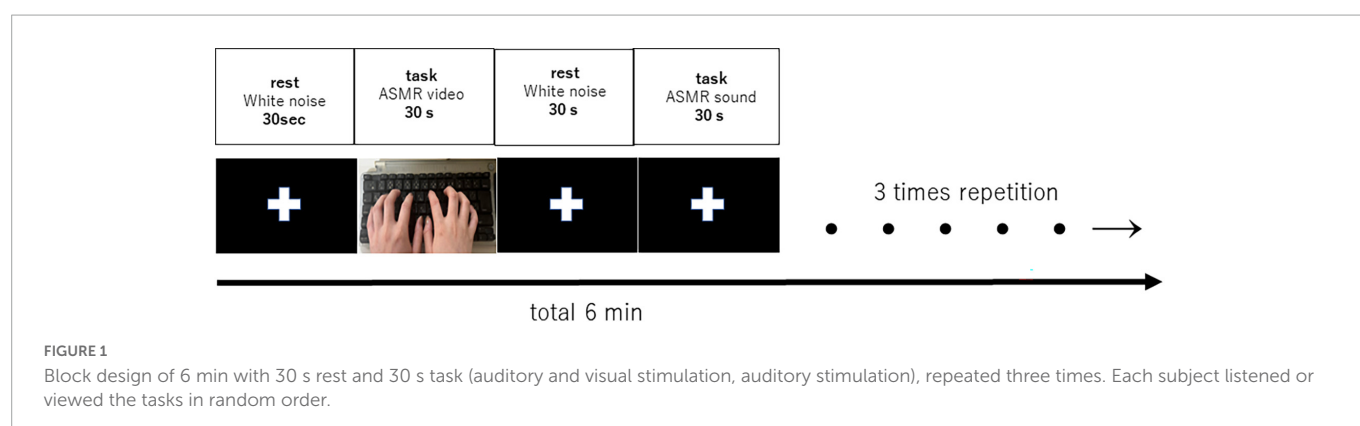 rest
White noise
30sec
task
ASMR video
30 s
rest
White noise
30 s
task
ASMR sound
30 s
3 times repetition
total 6 min
FIGURE 1
Block design of 6 min with 30 s rest and 30 s task (auditory and visual stimulation, auditory stimulation), repeated three times. Each subject listened or
viewed the tasks in random order.